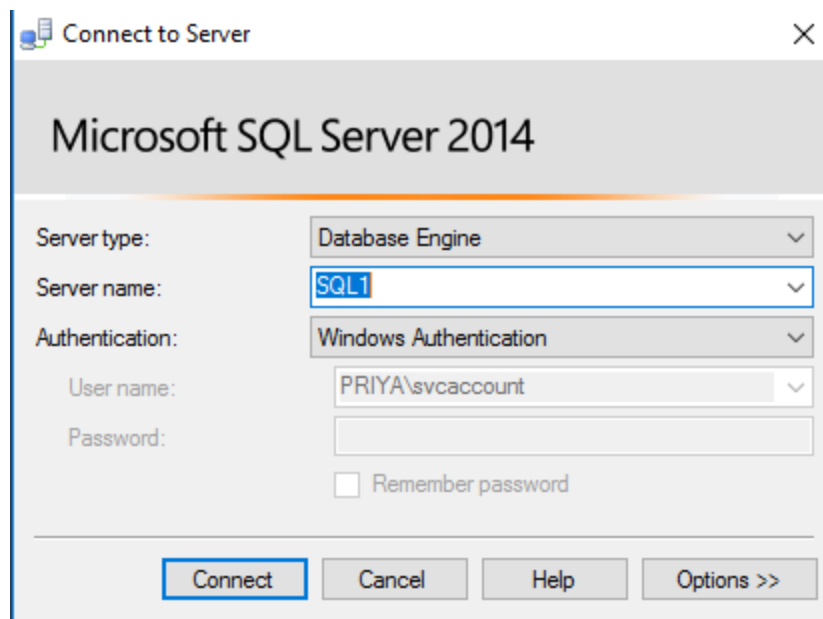 Connect to Server
Microsoft SQL Server 2014
Server type: Database Engine
Server name: SQL1
Authentication: Windows Authentication
User name: PRIYA\svcaccount
Password:
Remember password
Connect Cancel Help Options >>